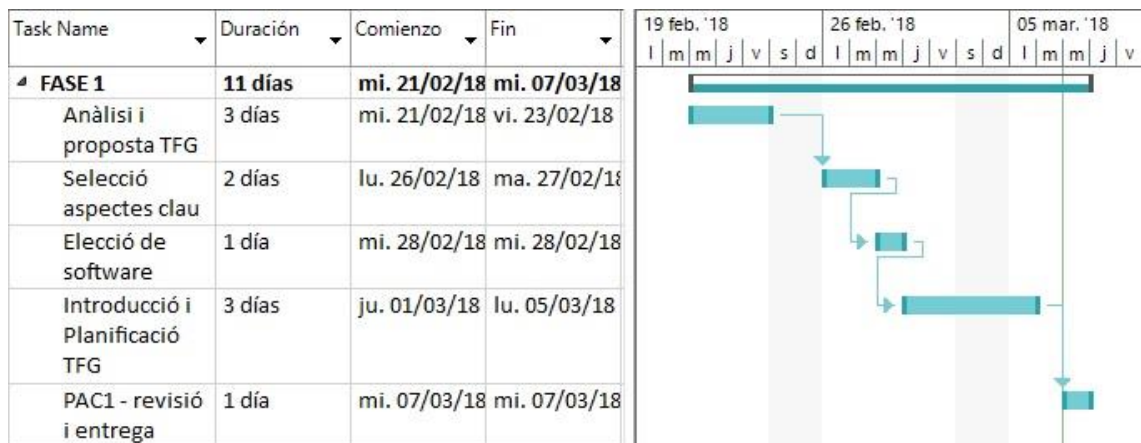 Task Name Duración Comienzo Fin 19 feb. '18 26 feb. '18 05 mar. '18
l m m j v s d l m m j v s d l m m j v
FASE 1 11 días mi. 21/02/18 mi. 07/03/18
Anàlisi i 3 días mi. 21/02/18 vi. 23/02/18
proposta TFG
Selecció 2 días lu. 26/02/18 ma. 27/02/18
aspectes clau
Elecció de 1 día mi. 28/02/18 mi. 28/02/18
software
Introducció i 3 días ju. 01/03/18 lu. 05/03/18
Planificació
TFG
PAC1 - revisió 1 día mi. 07/03/18 mi. 07/03/18
i entrega